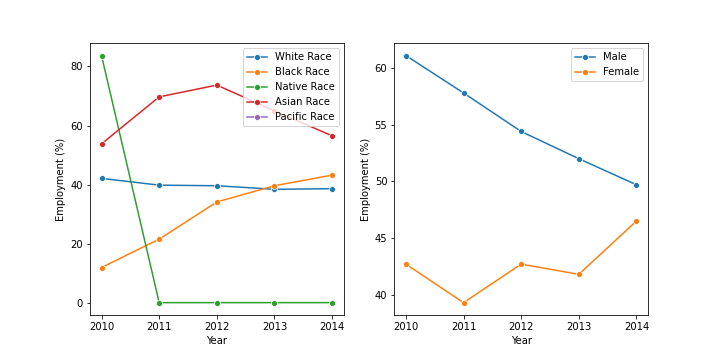 White Race
Black Race
Native Race
Asian Race
Pacific Race
80
60
40
20
0
Employment (%)
2010 2011 2012 2013 2014
Year
Male
Female
60
55
50
45
40
Employment (%)
2010 2011 2012 2013 2014
Year